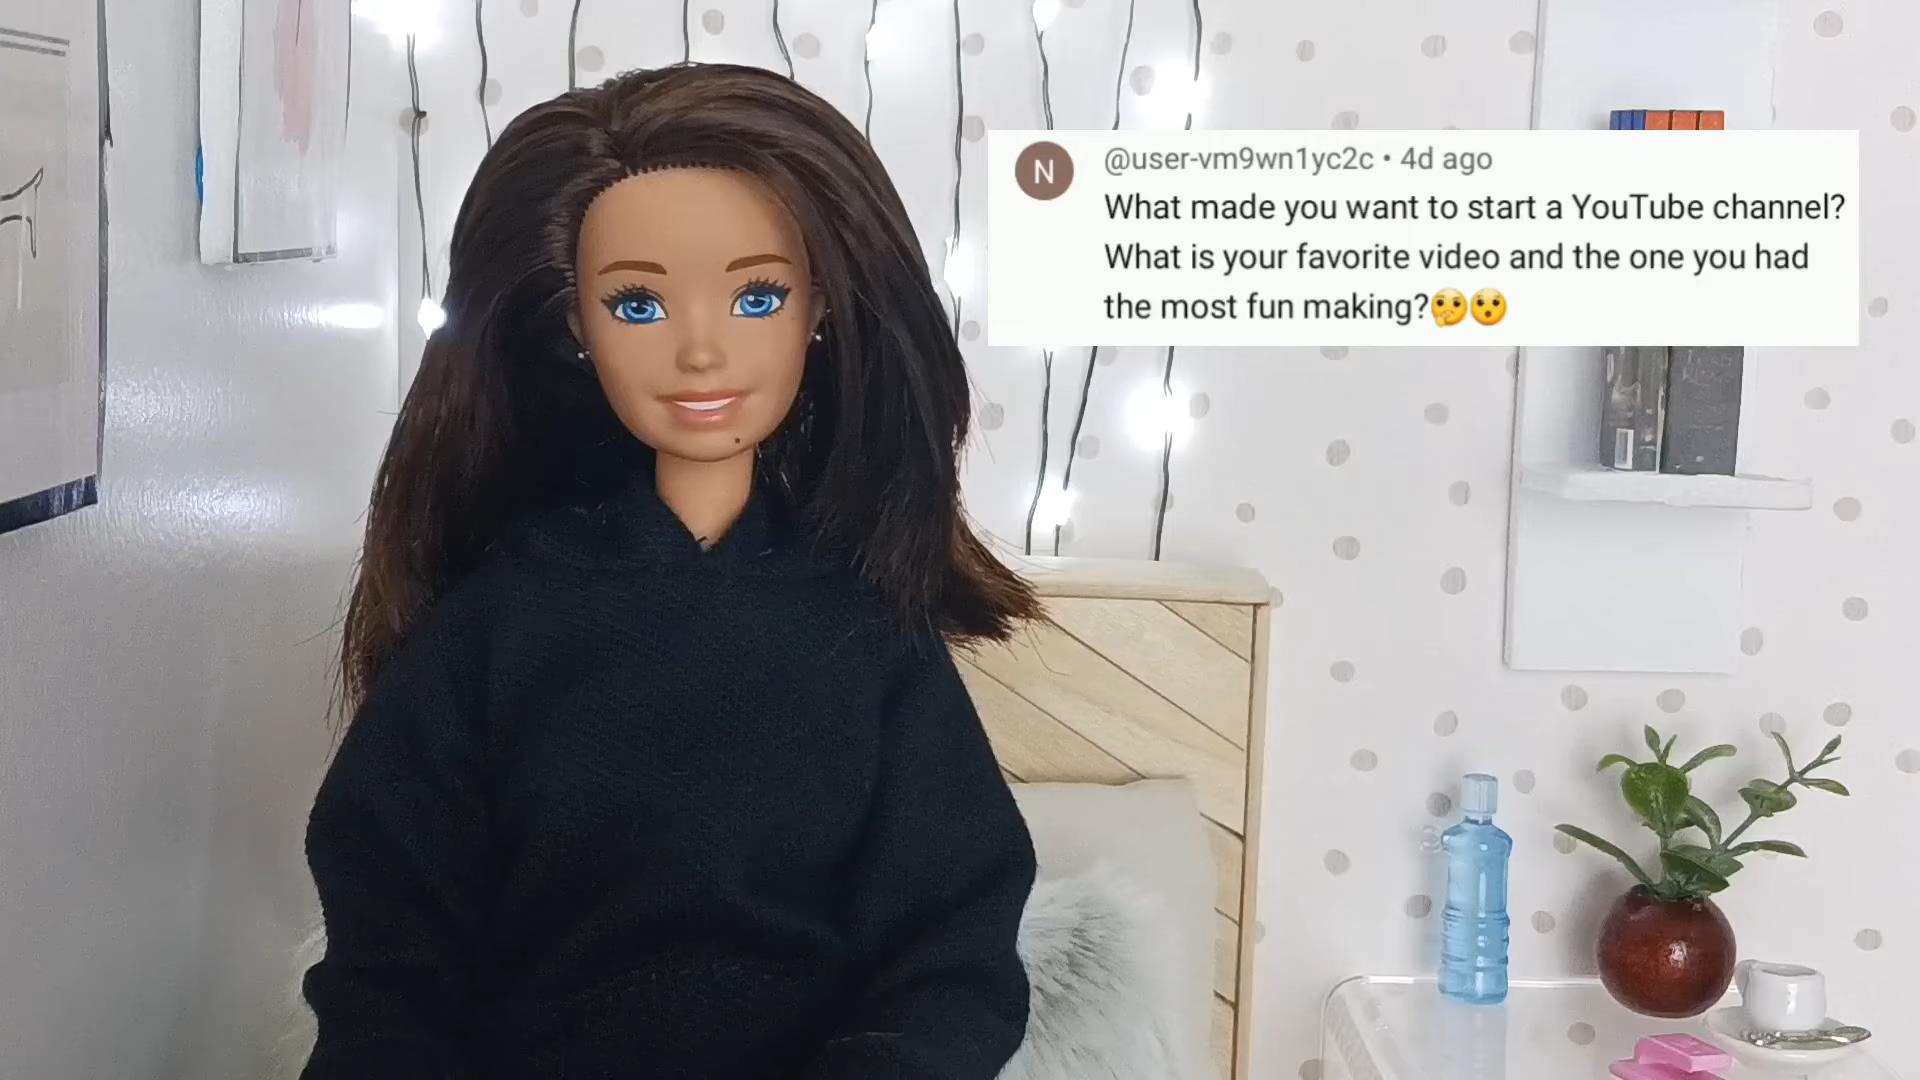 N
@user-vm9wn1yc2c • 4d ago
What made you want to start a YouTube channel?
What is your favorite video and the one you had
the most fun making?🤔😯